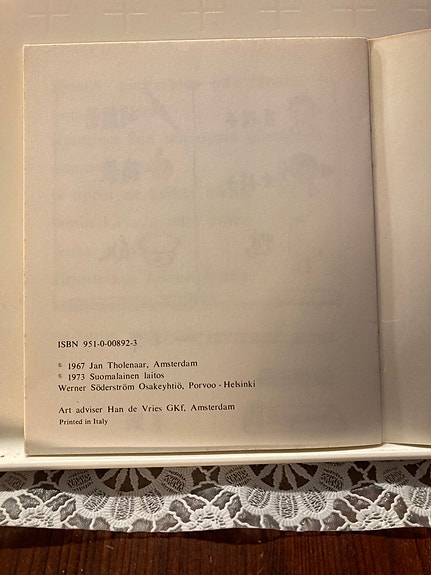 ISBN 951-0-00892-3
© 1967 Jan Tholenaar, Amsterdam
© 1973 Suomalainen laitos
Werner Söderström Osakeyhtiö, Porvoo - Helsinki
Art adviser Han de Vries GKf, Amsterdam
Printed in Italy